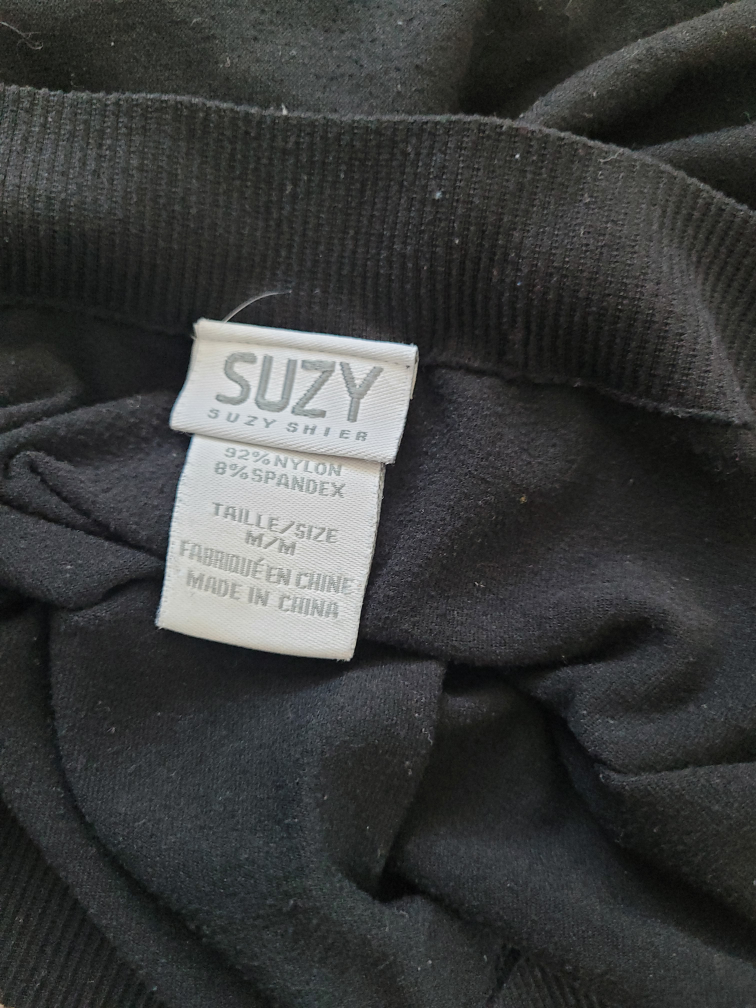 SUZY
SUZY SHIER
92%NYLON
8%SPANDEX
TAILLE/SIZE
M/M
FABRIQUÉ EN CHINE
MADE IN CHINA